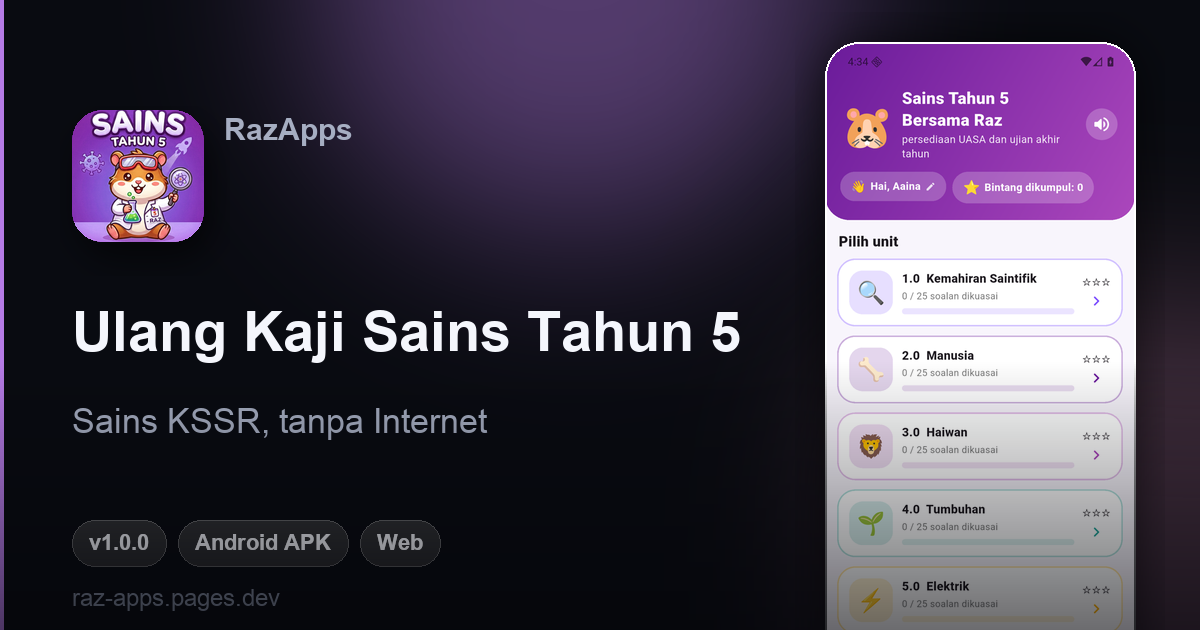 SAINS
TAHUN 5
RAZ
RazApps
Ulang Kaji Sains Tahun 5
Sains KSSR, tanpa Internet
v1.0.0
Android APK
Web
raz-apps.pages.dev
4:34
Sains Tahun 5
Bersama Raz
persediaan UASA dan ujian akhir
tahun
Hai, Aaina
Bintang dikumpul: 0
Pilih unit
1.0 Kemahiran Saintifik
0 / 25 soalan dikuasai
2.0 Manusia
0 / 25 soalan dikuasai
3.0 Haiwan
0 / 25 soalan dikuasai
4.0 Tumbuhan
0 / 25 soalan dikuasai
5.0 Elektrik
0 / 25 soalan dikuasai